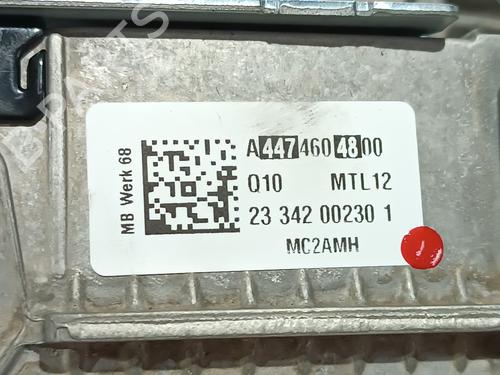 MB Werk 68
A 447 460 48 00
Q10 MTL12
23 342 00230 1
MC2AMH